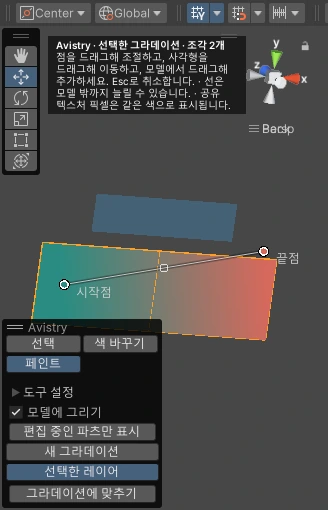 Center Global
Avistry · 선택한 그라데이션 · 조각 2개
점을 드래그해 조절하고, 사각형을
드래그해 이동하고, 모델에서 드래그해
추가하세요. Esc로 취소합니다. · 선은
모델 밖까지 늘릴 수 있습니다. · 공유
텍스처 픽셀은 같은 색으로 표시됩니다.
y
x
z
끝점
시작점
Avistry
선택 색 바꾸기
페인트
도구 설정
모델에 그리기
편집 중인 파츠만 표시
새 그라데이션
선택한 레이어
그라데이션에 맞추기